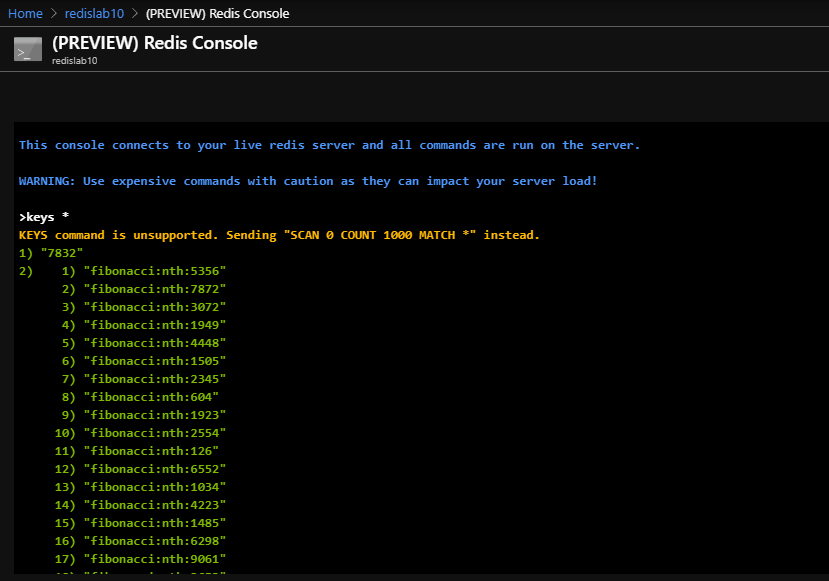 Home > redislab10 > (PREVIEW) Redis Console
(PREVIEW) Redis Console
redislab10
This console connects to your live redis server and all commands are run on the server.
WARNING: Use expensive commands with caution as they can impact your server load!
>keys *
KEYS command is unsupported. Sending "SCAN 0 COUNT 1000 MATCH *" instead.
1) "7832"
2) 1) "fibonacci:nth:5356"
2) "fibonacci:nth:7872"
3) "fibonacci:nth:3072"
4) "fibonacci:nth:1949"
5) "fibonacci:nth:4448"
6) "fibonacci:nth:1505"
7) "fibonacci:nth:2345"
8) "fibonacci:nth:604"
9) "fibonacci:nth:1923"
10) "fibonacci:nth:2554"
11) "fibonacci:nth:126"
12) "fibonacci:nth:6552"
13) "fibonacci:nth:1034"
14) "fibonacci:nth:4223"
15) "fibonacci:nth:1485"
16) "fibonacci:nth:6298"
17) "fibonacci:nth:9061"